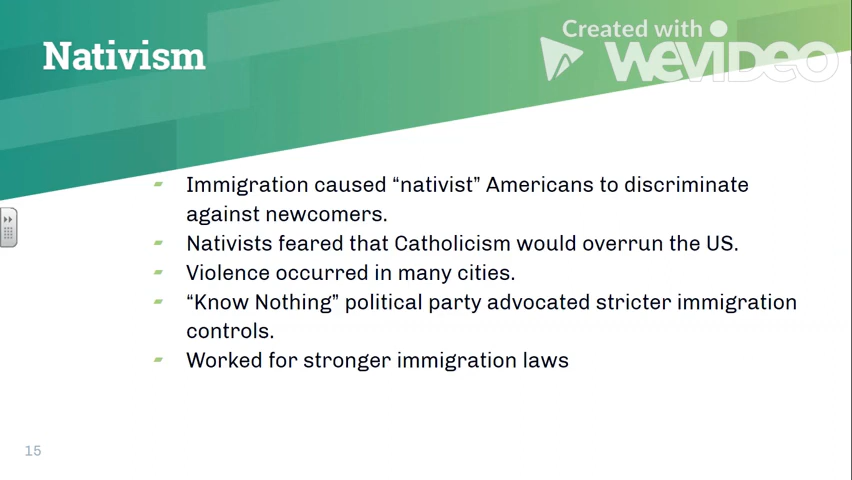 Created with
WEVIDEO
Nativism
Immigration caused “nativist” Americans to discriminate
against newcomers.
Nativists feared that Catholicism would overrun the US.
Violence occurred in many cities.
“Know Nothing” political party advocated stricter immigration
controls.
Worked for stronger immigration laws
15